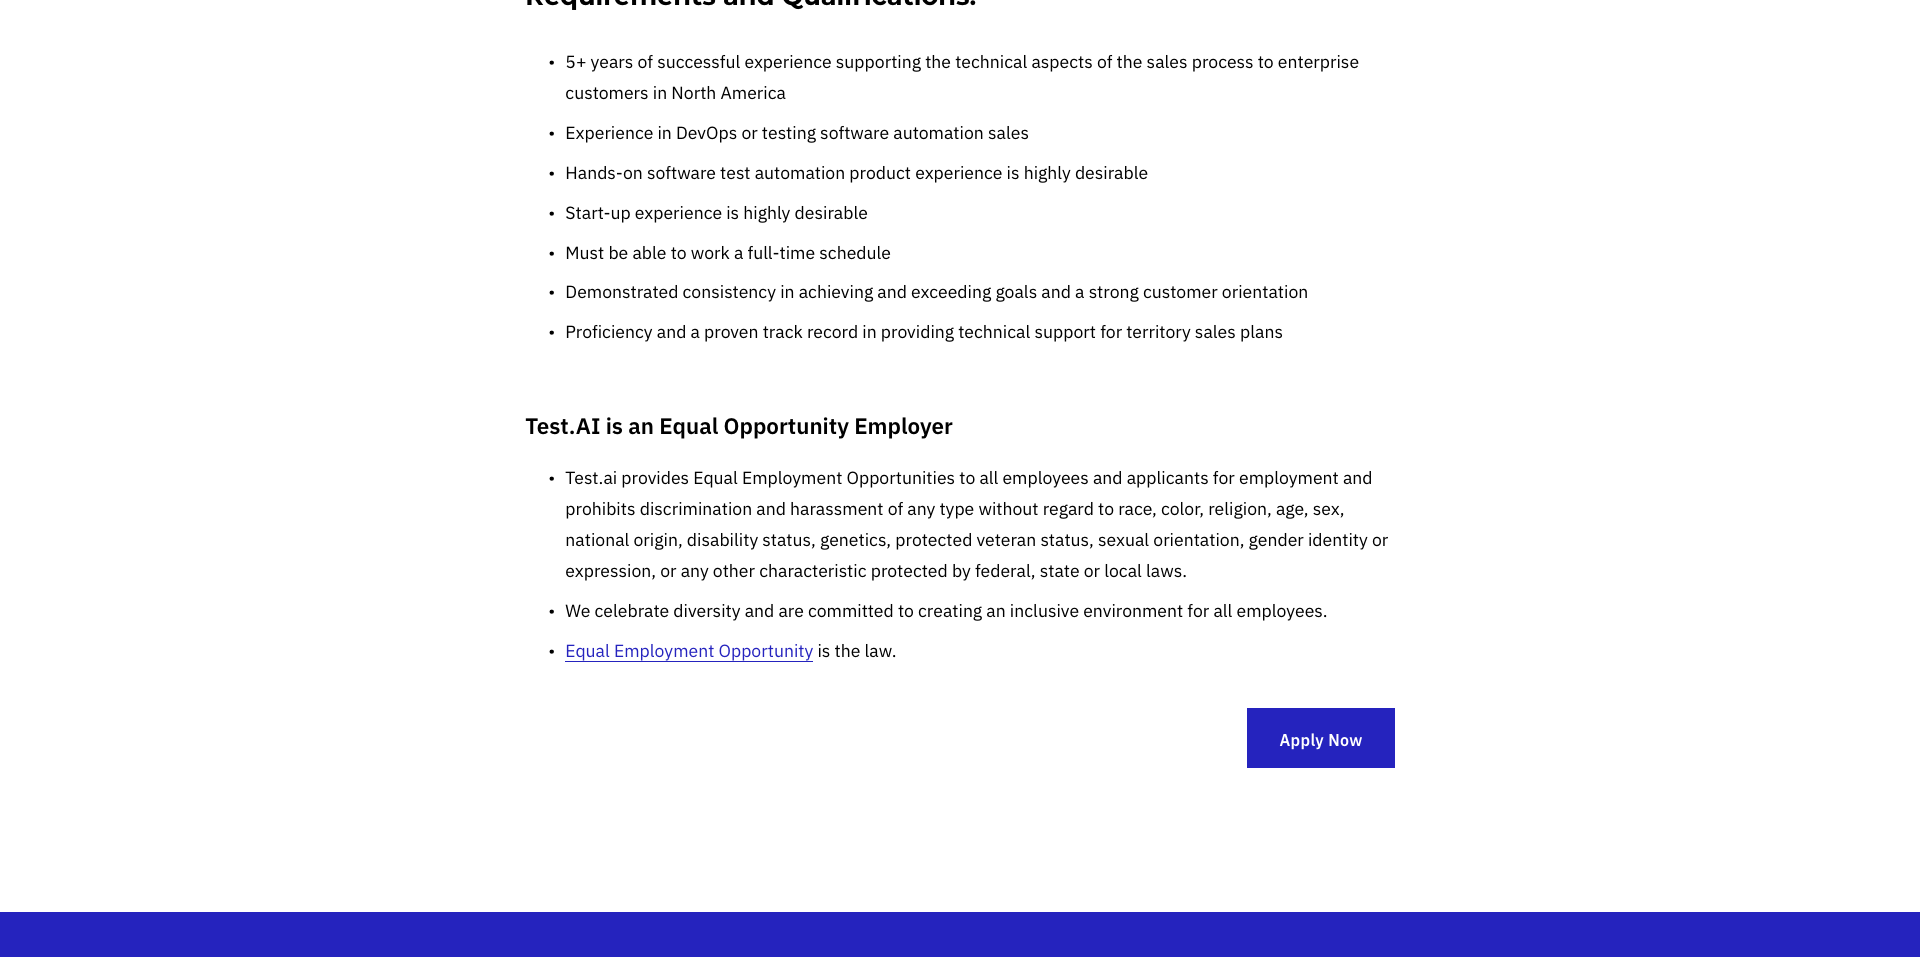 Requirements and Qualifications:
• 5+ years of successful experience supporting the technical aspects of the sales process to enterprise
customers in North America
• Experience in DevOps or testing software automation sales
• Hands-on software test automation product experience is highly desirable
• Start-up experience is highly desirable
• Must be able to work a full-time schedule
• Demonstrated consistency in achieving and exceeding goals and a strong customer orientation
• Proficiency and a proven track record in providing technical support for territory sales plans
Test.AI is an Equal Opportunity Employer
• Test.ai provides Equal Employment Opportunities to all employees and applicants for employment and
prohibits discrimination and harassment of any type without regard to race, color, religion, age, sex,
national origin, disability status, genetics, protected veteran status, sexual orientation, gender identity or
expression, or any other characteristic protected by federal, state or local laws.
• We celebrate diversity and are committed to creating an inclusive environment for all employees.
• Equal Employment Opportunity is the law.
Apply Now